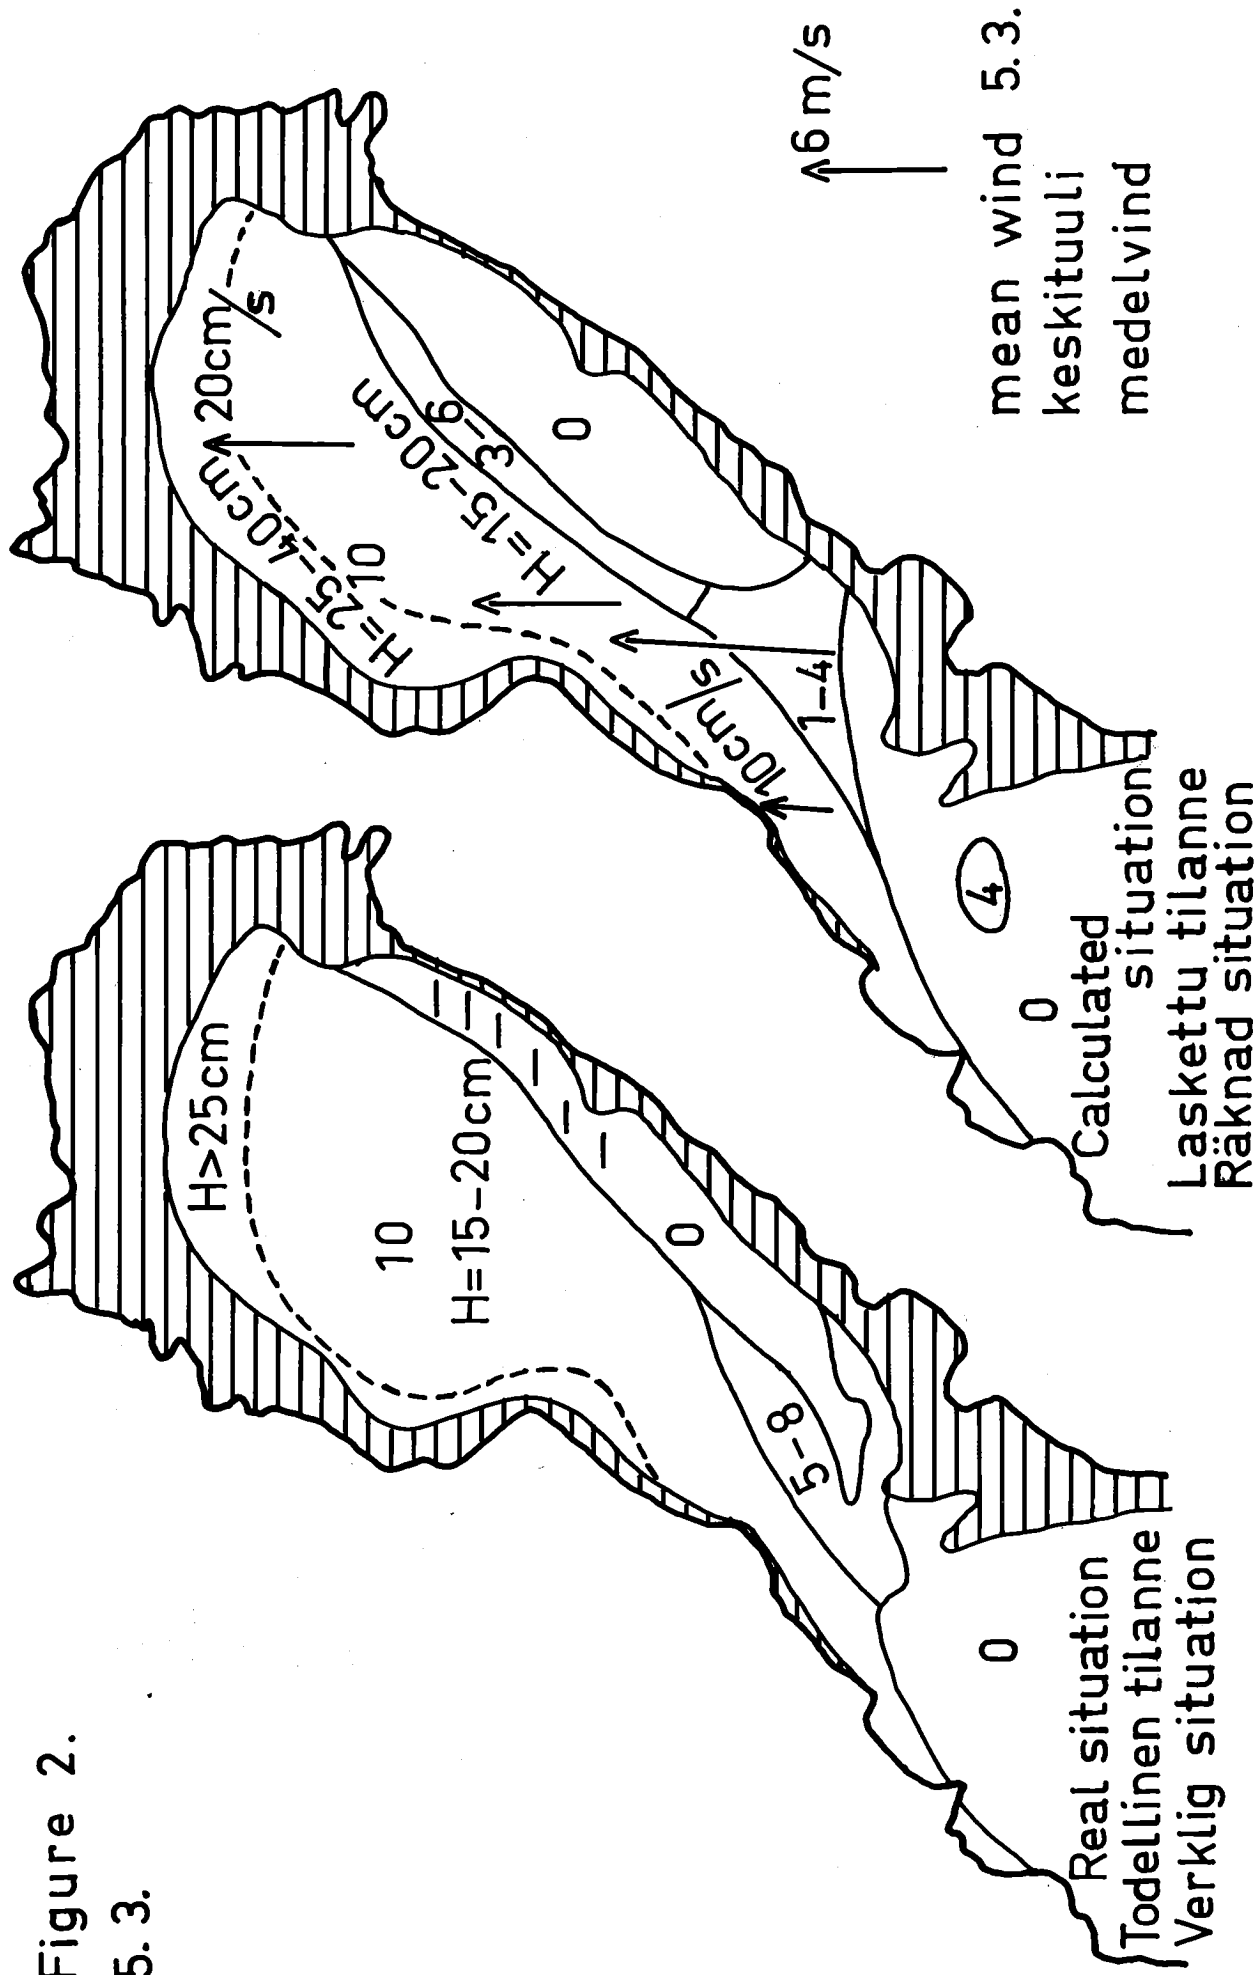 Figure 2.
5. 3.
H>25cm
10
H=15-20cm
0
5-8
0
Real situation
Todellinen tilanne
Verklig situation
20cm/s
H=25-40cm
10
H=15-20cm
3-6
0
10cm/s
1-4
4
0
Calculated
situation
Laskettu tilanne
Räknad situation
6m/s
mean wind 5.3.
keskituuli
medelvind